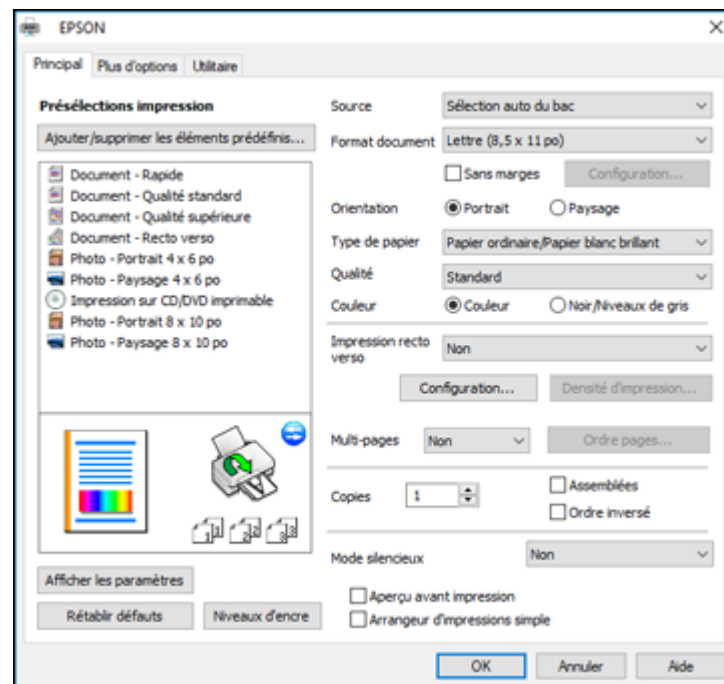 EPSON
Principal
Plus d'options
Utilitaire
Présélections impression
Ajouter/supprimer les éléments prédéfinis...
Document - Rapide
Document - Qualité standard
Document - Qualité supérieure
Document - Recto verso
Photo - Portrait 4 x 6 po
Photo - Paysage 4 x 6 po
Impression sur CD/DVD imprimable
Photo - Portrait 8 x 10 po
Photo - Paysage 8 x 10 po
1 1 2 2 3 3
Afficher les paramètres
Rétablir défauts
Niveaux d'encre
Source
Sélection auto du bac
Format document
Lettre (8,5 x 11 po)
Sans marges
Configuration...
Orientation
Portrait
Paysage
Type de papier
Papier ordinaire/Papier blanc brillant
Qualité
Standard
Couleur
Couleur
Noir/Niveaux de gris
Impression recto
verso
Non
Configuration...
Densité d'impression...
Multi-pages
Non
Ordre pages...
Copies
1
Assemblées
Ordre inversé
Mode silencieux
Non
Aperçu avant impression
Arrangeur d'impressions simple
OK
Annuler
Aide